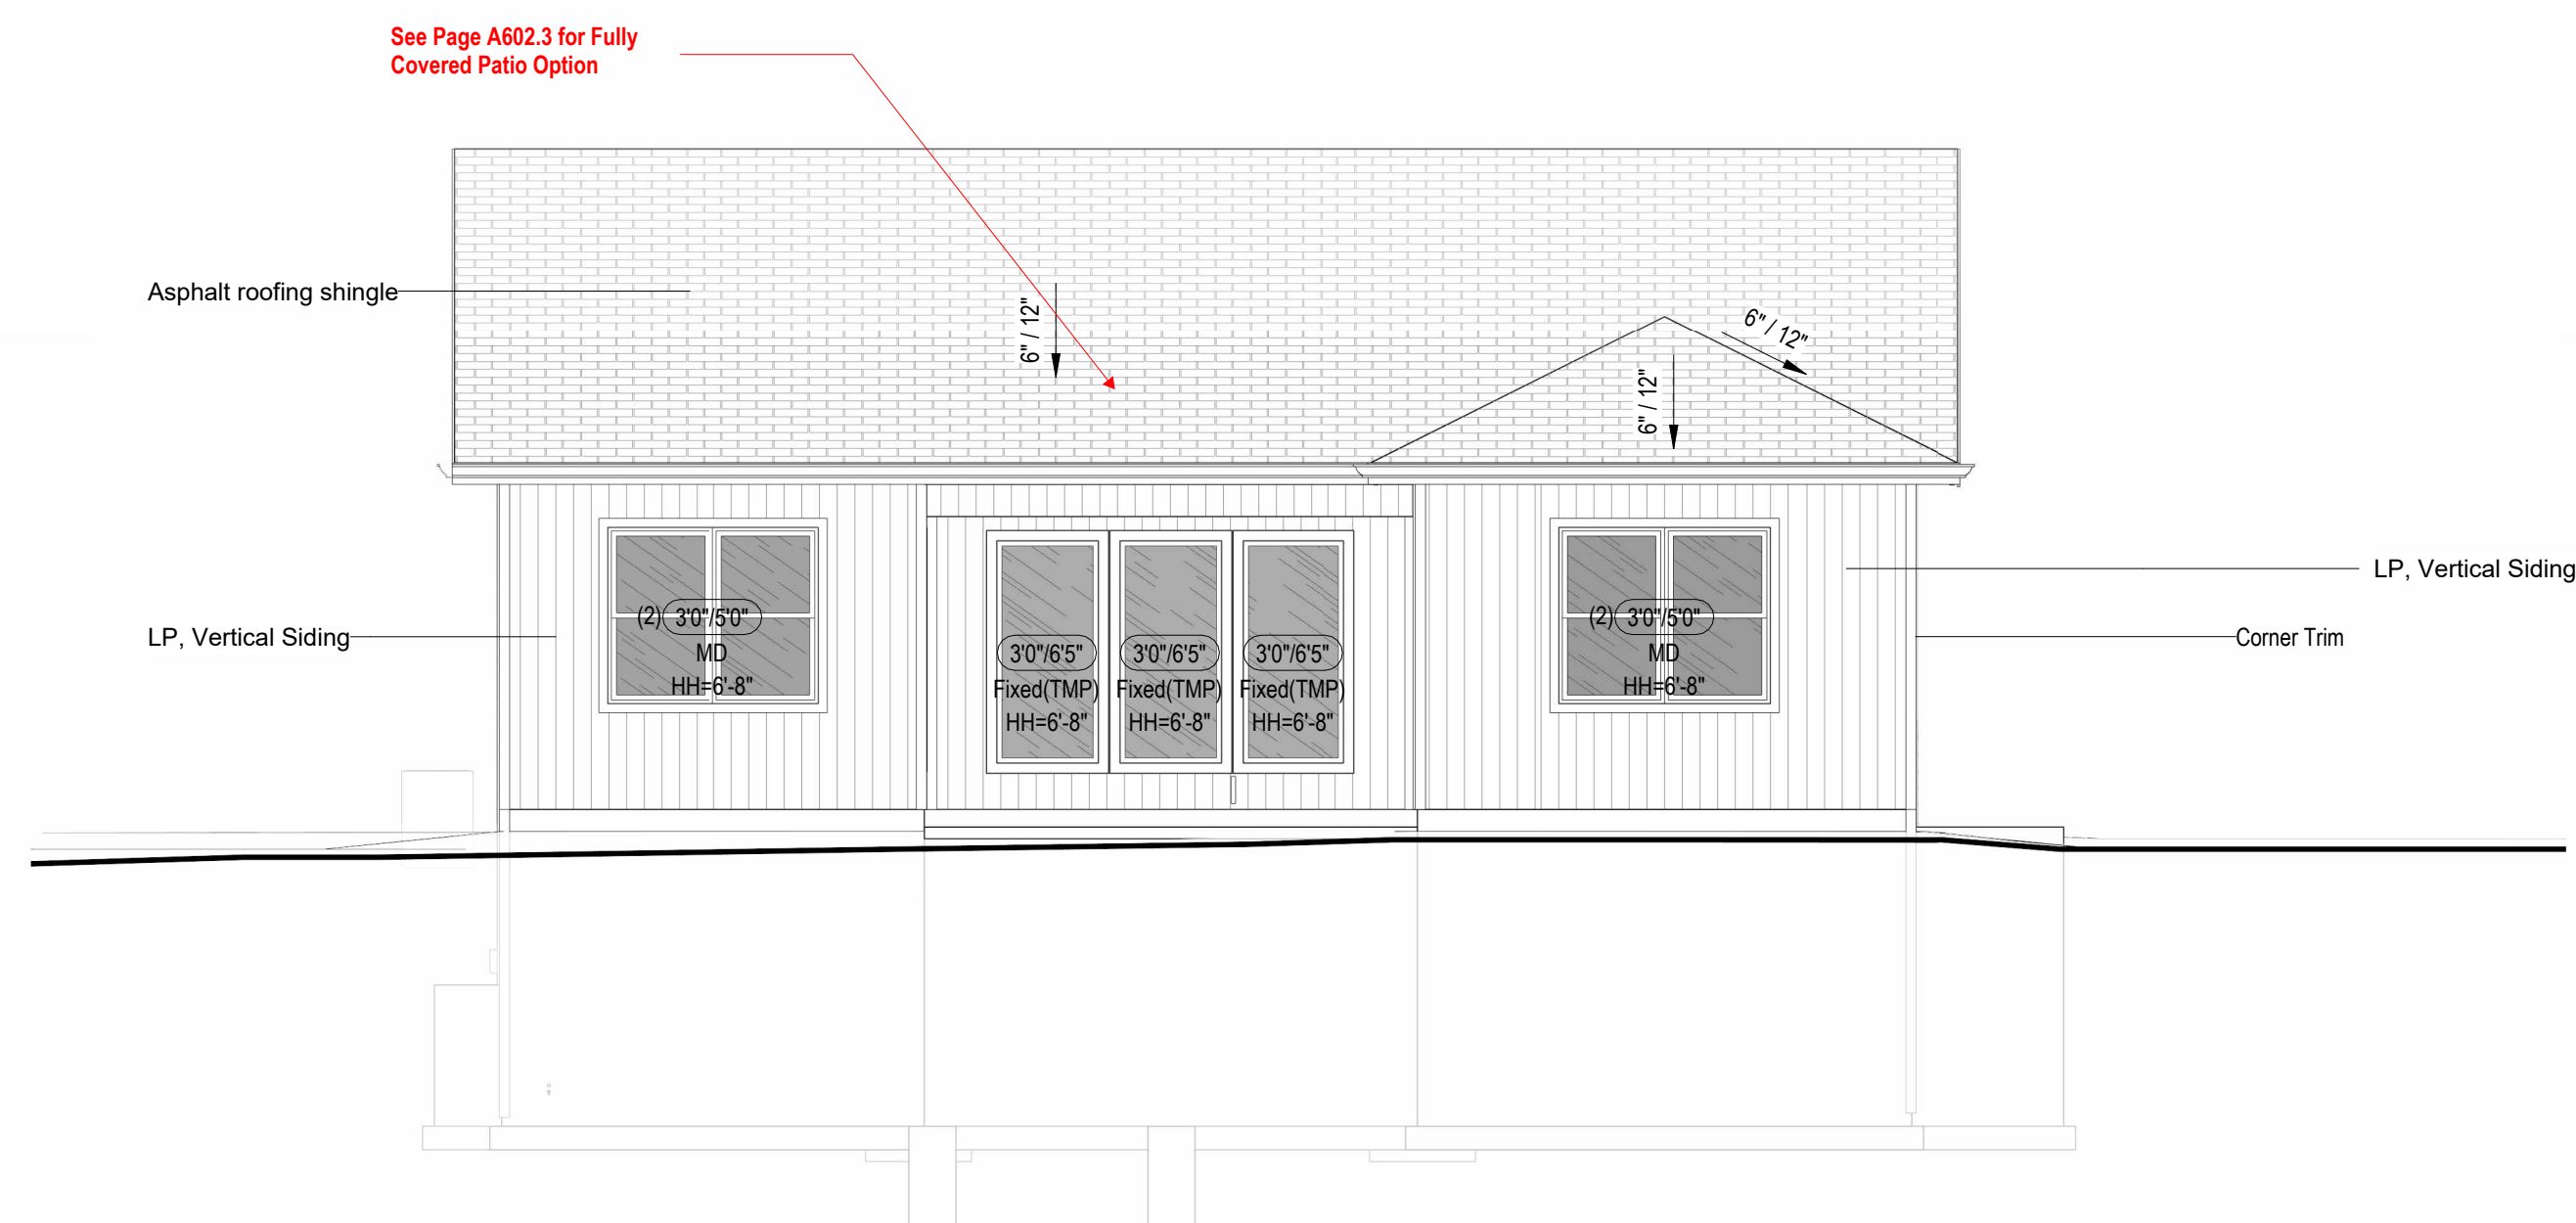 See Page A602.3 for Fully
Covered Patio Option
Asphalt roofing shingle
6" / 12"
6" / 12"
6" / 12"
LP, Vertical Siding
LP, Vertical Siding
Corner Trim
(2) 3'0"/5'0"
MD
HH=6'-8"
3'0"/6'5"
Fixed(TMP)
HH=6'-8"
3'0"/6'5"
Fixed(TMP)
HH=6'-8"
3'0"/6'5"
Fixed(TMP)
HH=6'-8"
(2) 3'0"/5'0"
MD
HH=6'-8"